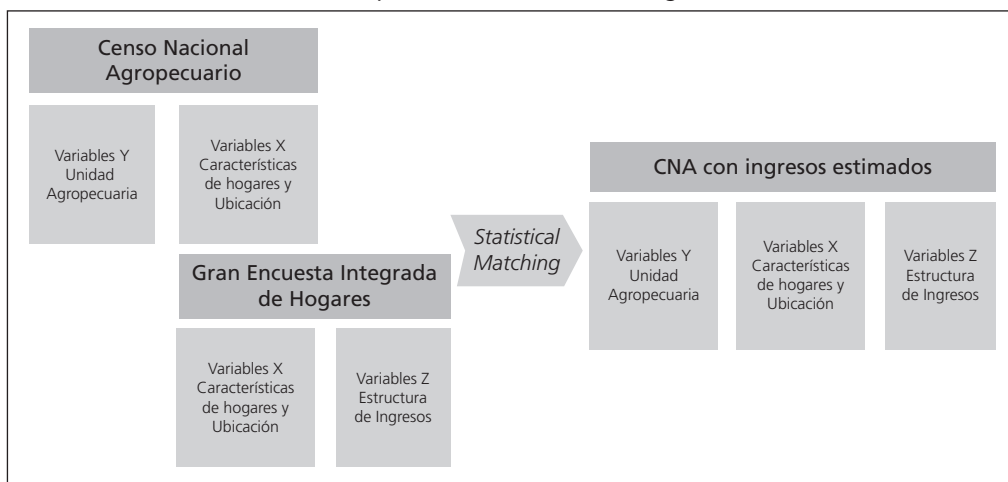 Censo Nacional
Agropecuario
Variables Y
Unidad
Agropecuaria
Variables X
Características
de hogares y
Ubicación
Gran Encuesta Integrada
de Hogares
Variables X
Características
de hogares y
Ubicación
Variables Z
Estructura
de Ingresos
Statistical
Matching
CNA con ingresos estimados
Variables Y
Unidad
Agropecuaria
Variables X
Características
de hogares y
Ubicación
Variables Z
Estructura
de Ingresos